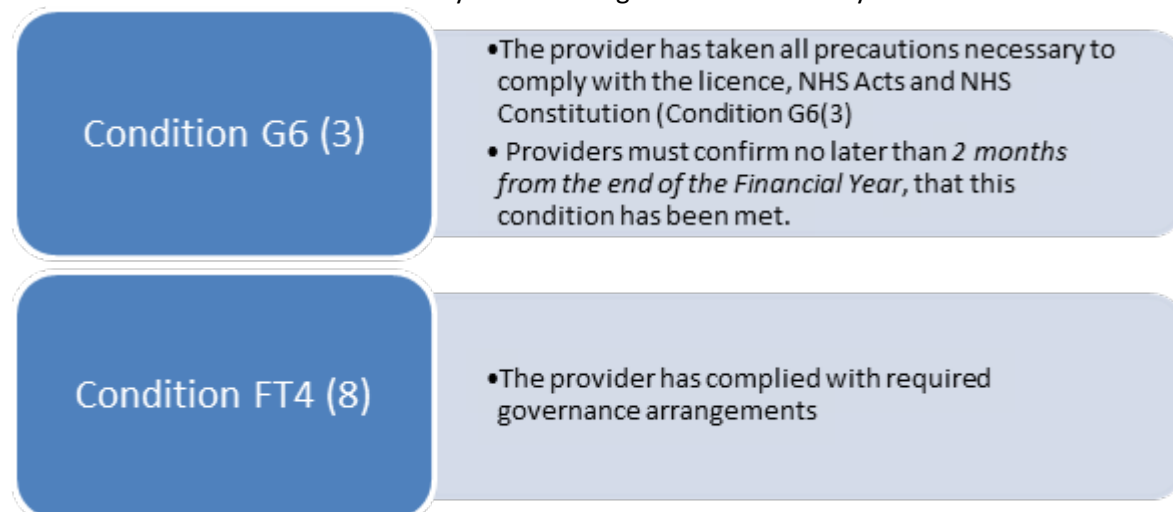 Condition G6 (3)
•The provider has taken all precautions necessary to
comply with the licence, NHS Acts and NHS
Constitution (Condition G6(3)
• Providers must confirm no later than 2 months
from the end of the Financial Year, that this
condition has been met.
Condition FT4 (8)
•The provider has complied with required
governance arrangements